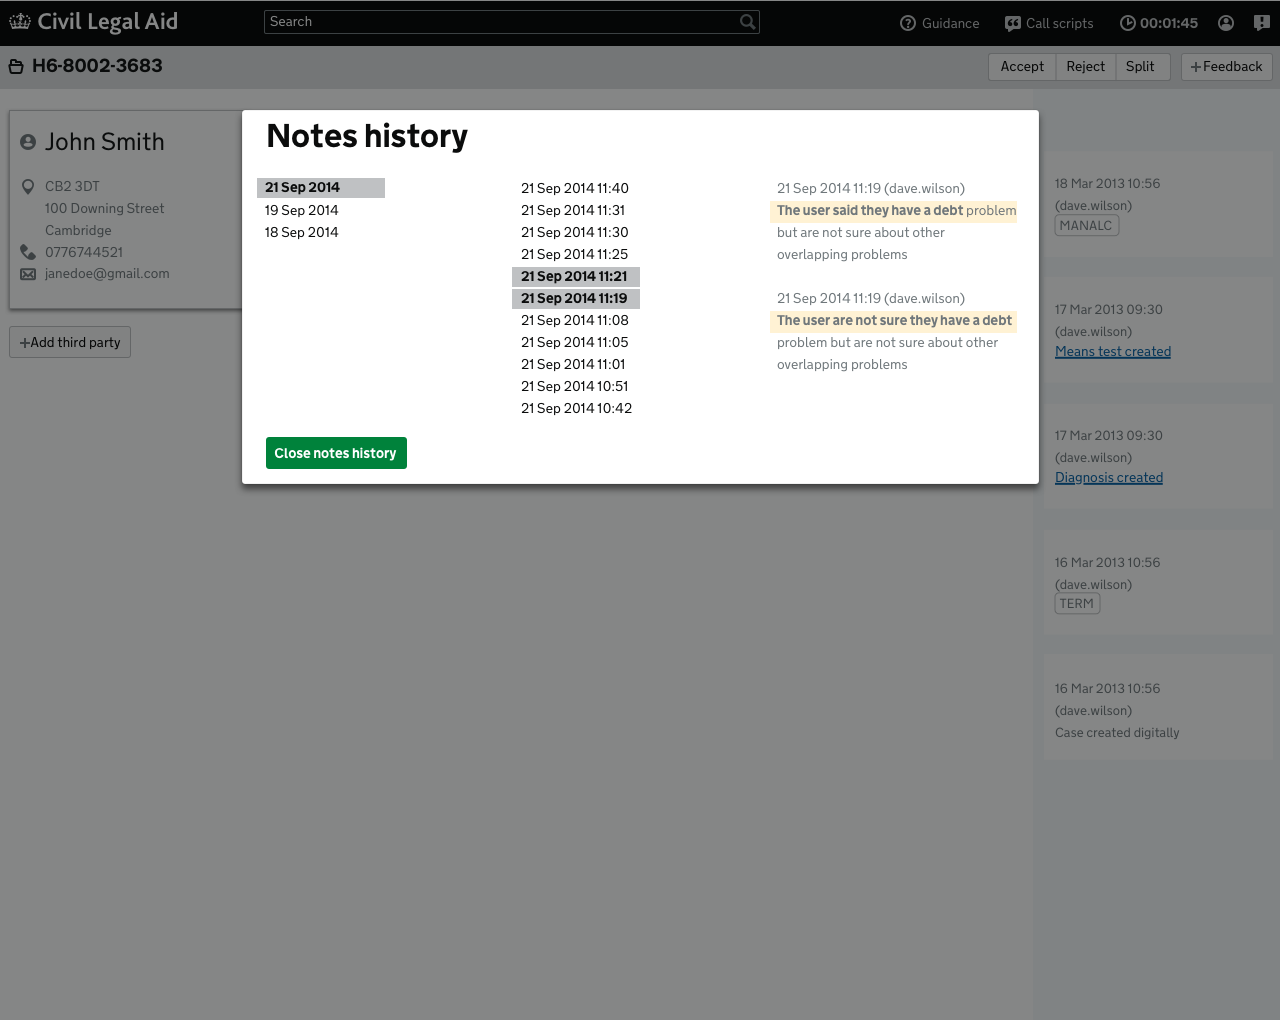 Civil Legal Aid
Search
Guidance
Call scripts
00:01:45
H6-8002-3683
Accept
Reject
Split
+Feedback
John Smith
CB2 3DT
100 Downing Street
Cambridge
0776744521
janedoe@gmail.com
+Add third party
Notes history
21 Sep 2014
19 Sep 2014
18 Sep 2014
21 Sep 2014 11:40
21 Sep 2014 11:31
21 Sep 2014 11:30
21 Sep 2014 11:25
21 Sep 2014 11:21
21 Sep 2014 11:19
21 Sep 2014 11:08
21 Sep 2014 11:05
21 Sep 2014 11:01
21 Sep 2014 10:51
21 Sep 2014 10:42
21 Sep 2014 11:19 (dave.wilson)
The user said they have a debt problem
but are not sure about other
overlapping problems
21 Sep 2014 11:19 (dave.wilson)
The user are not sure they have a debt
problem but are not sure about other
overlapping problems
Close notes history
18 Mar 2013 10:56
(dave.wilson)
MANALC
17 Mar 2013 09:30
(dave.wilson)
Means test created
17 Mar 2013 09:30
(dave.wilson)
Diagnosis created
16 Mar 2013 10:56
(dave.wilson)
TERM
16 Mar 2013 10:56
(dave.wilson)
Case created digitally